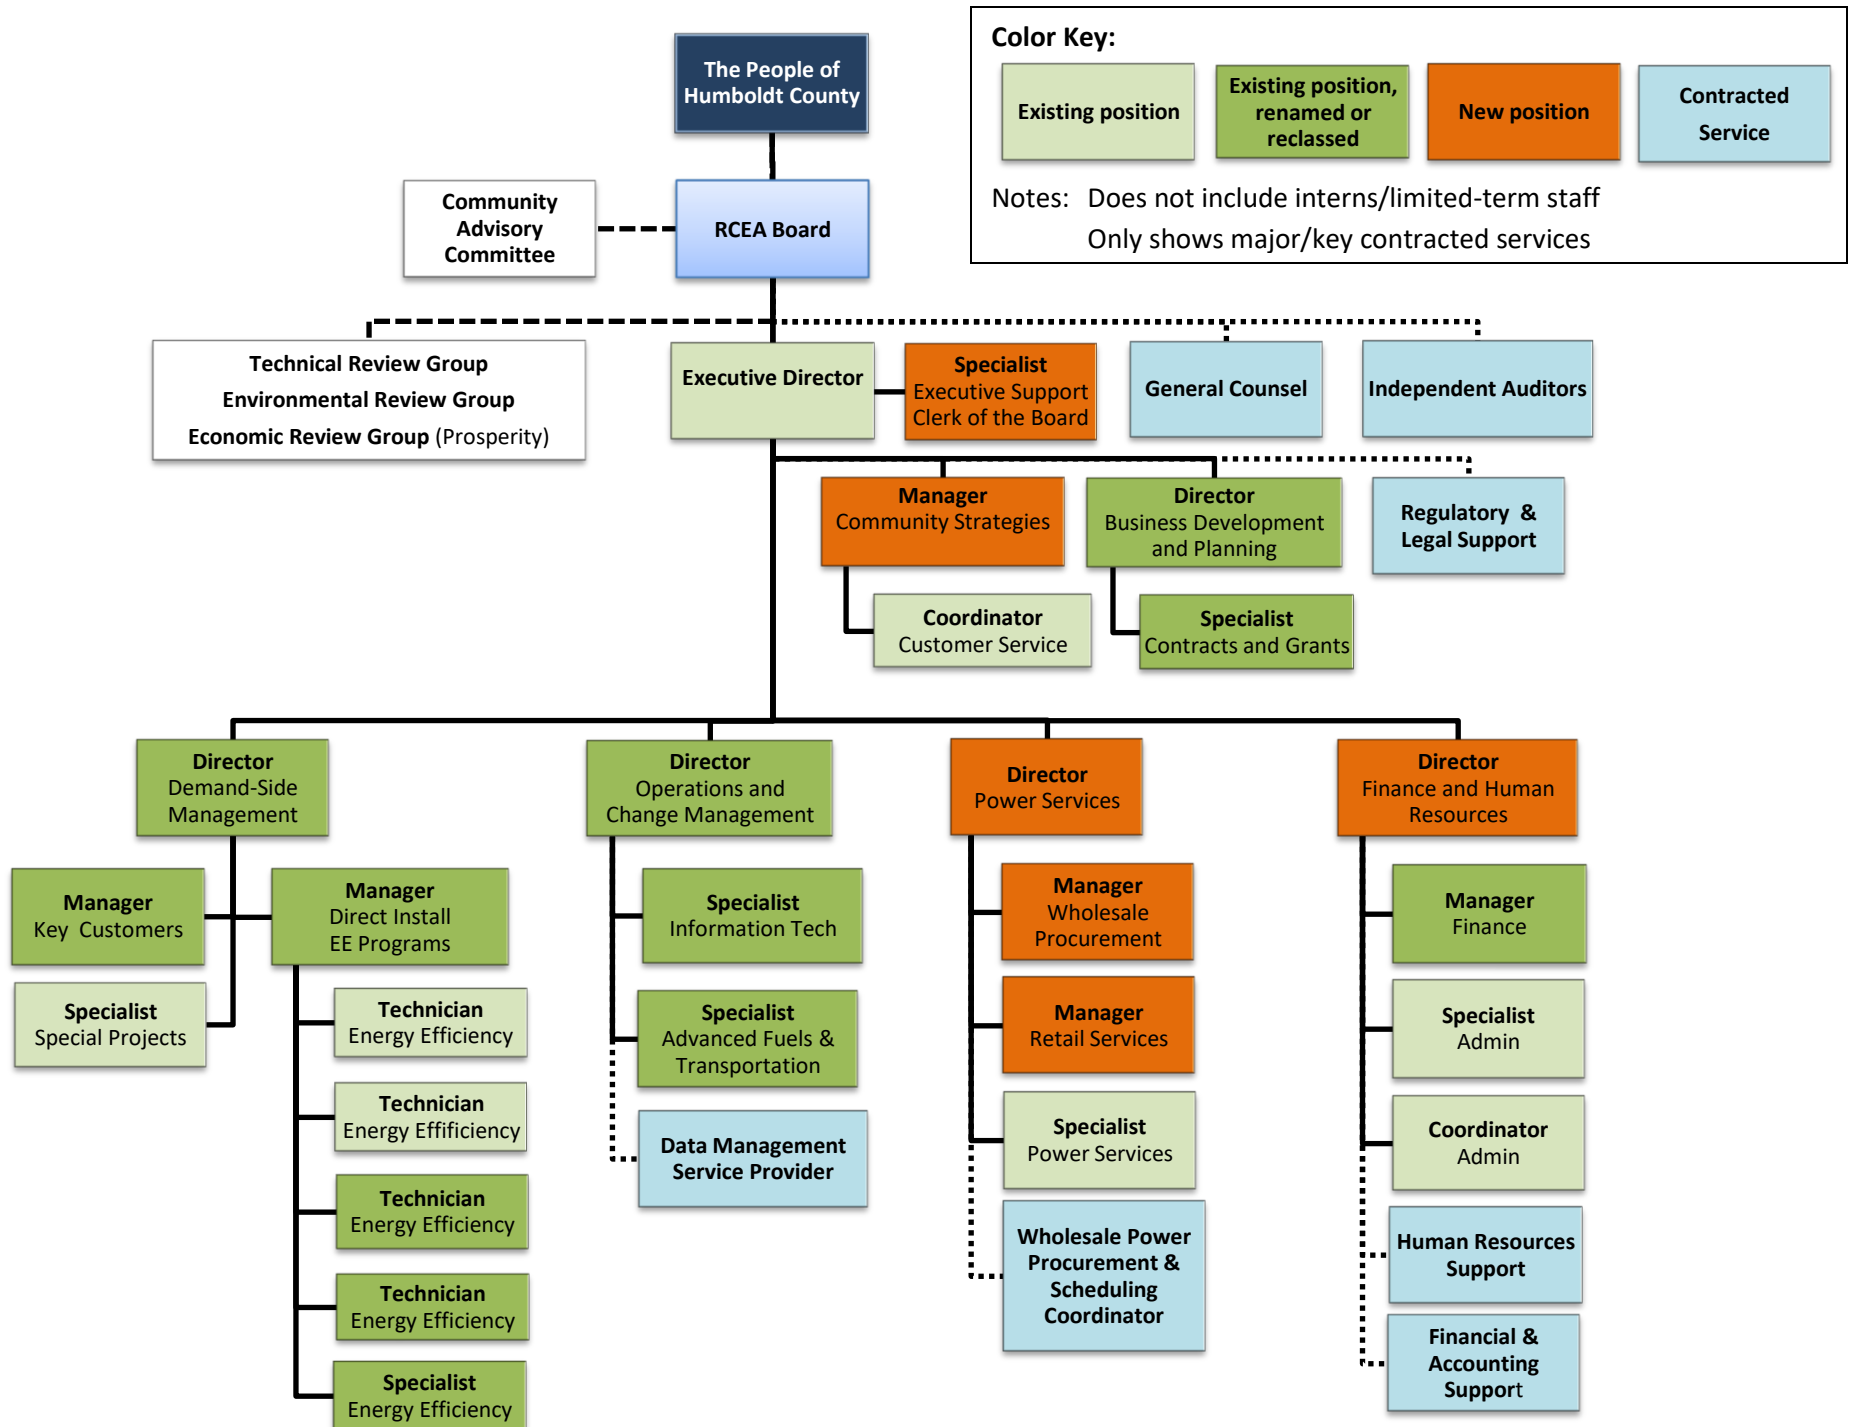 Color Key:
Existing position
Existing position,
renamed or
reclassed
New position
Contracted
Service
Notes: Does not include interns/limited-term staff
Only shows major/key contracted services
The People of
Humboldt County
Community
Advisory
Committee
RCEA Board
Technical Review Group
Environmental Review Group
Economic Review Group (Prosperity)
Executive Director
Specialist
Executive Support
Clerk of the Board
General Counsel
Independent Auditors
Manager
Community Strategies
Director
Business Development
and Planning
Regulatory & 
Legal Support
Coordinator
Customer Service
Specialist
Contracts and Grants
Director
Demand-Side
Management
Director
Operations and
Change Management
Director
Power Services
Director
Finance and Human
Resources
Manager
Key Customers
Manager
Direct Install
EE Programs
Specialist
Special Projects
Technician
Energy Efficiency
Technician
Energy Effificiency
Technician
Energy Efficiency
Technician
Energy Efficiency
Specialist
Energy Efficiency
Specialist
Information Tech
Specialist
Advanced Fuels &
Transportation
Data Management
Service Provider
Manager
Wholesale
Procurement
Manager
Retail Services
Specialist
Power Services
Wholesale Power
Procurement &
Scheduling
Coordinator
Manager
Finance
Specialist
Admin
Coordinator
Admin
Human Resources
Support
Financial &
Accounting
Support